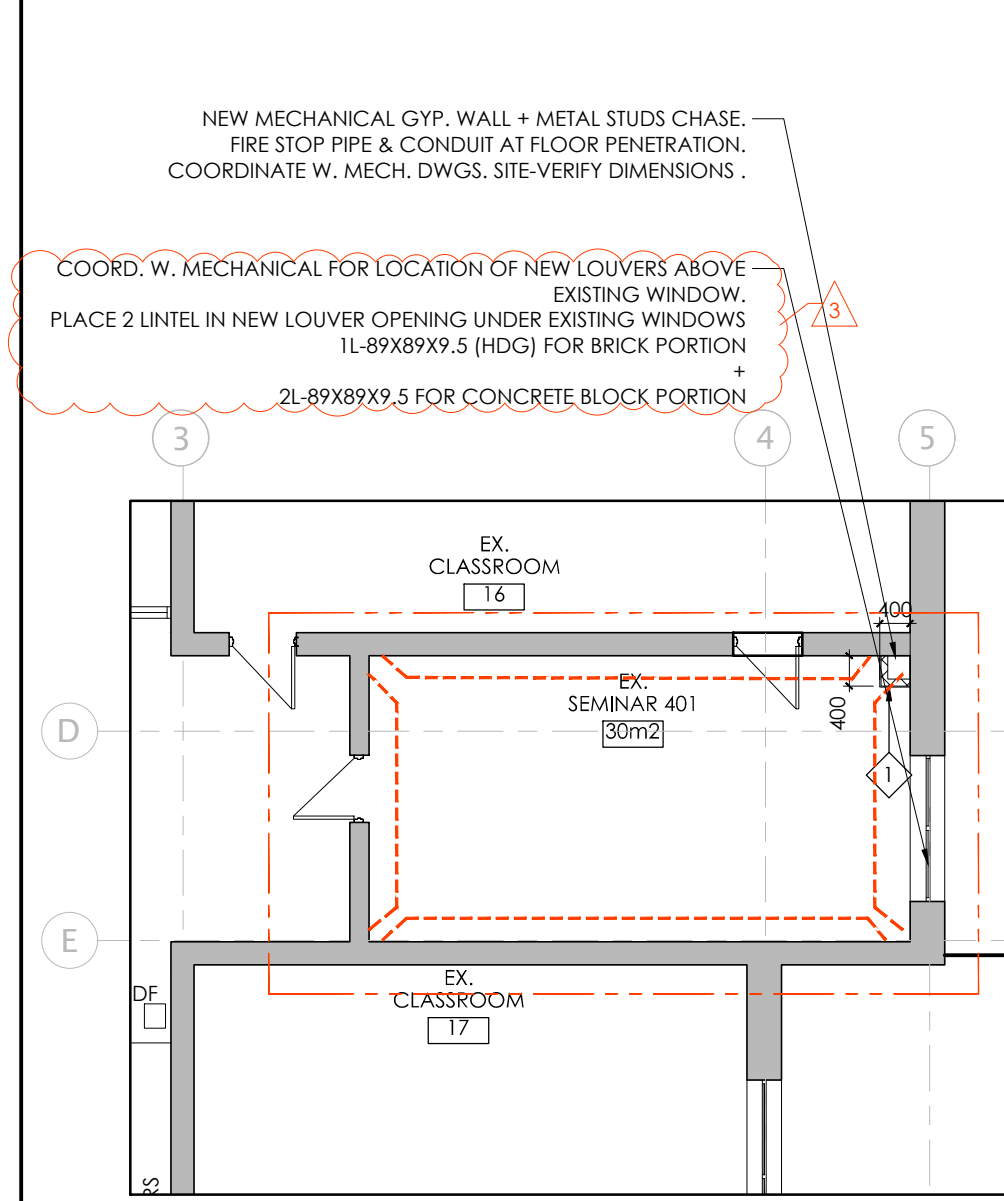 NEW MECHANICAL GYP. WALL + METAL STUDS CHASE.
FIRE STOP PIPE & CONDUIT AT FLOOR PENETRATION.
COORDINATE W. MECH. DWGS. SITE-VERIFY DIMENSIONS .
COORD. W. MECHANICAL FOR LOCATION OF NEW LOUVERS ABOVE
EXISTING WINDOW.
PLACE 2 LINTEL IN NEW LOUVER OPENING UNDER EXISTING WINDOWS
1L-89X89X9.5 (HDG) FOR BRICK PORTION
+
2L-89X89X9.5 FOR CONCRETE BLOCK PORTION
3
3
4
5
EX.
CLASSROOM
16
400
EX.
SEMINAR 401
30m2
400
D
1
E
EX.
CLASSROOM
17
DF
RS